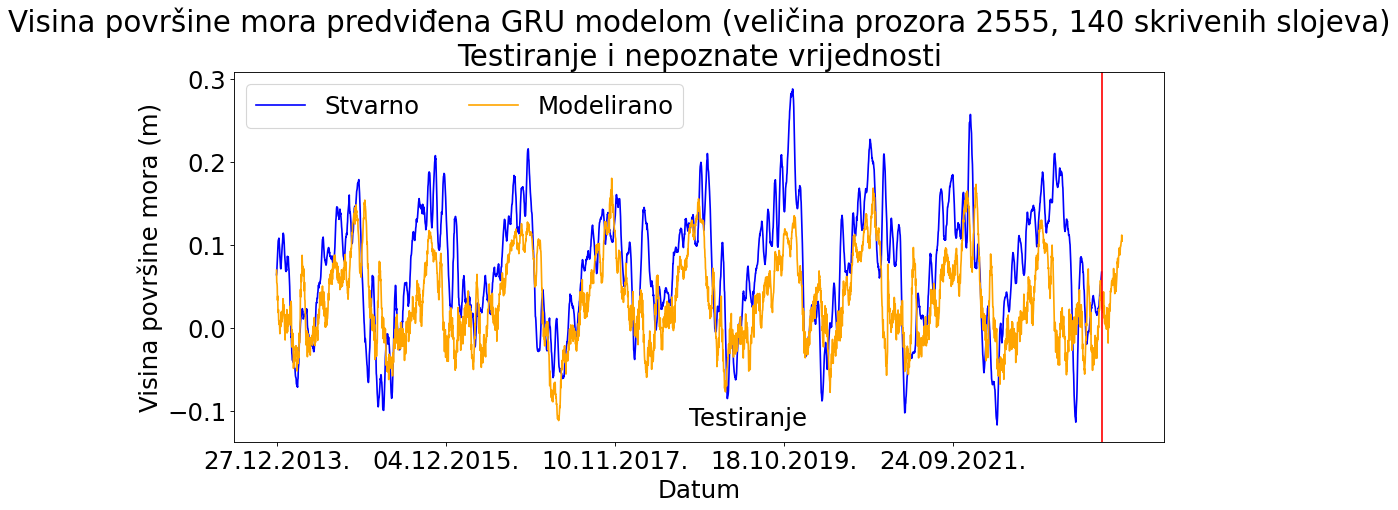 Visina površine mora predviđena GRU modelom (veličina prozora 2555, 140 skrivenih slojeva)
Testiranje i nepoznate vrijednosti
Stvarno
Modelirano
Visina površine mora (m)
0.3
0.2
0.1
0.0
−0.1
Testiranje
27.12.2013.
04.12.2015.
10.11.2017.
18.10.2019.
24.09.2021.
Datum